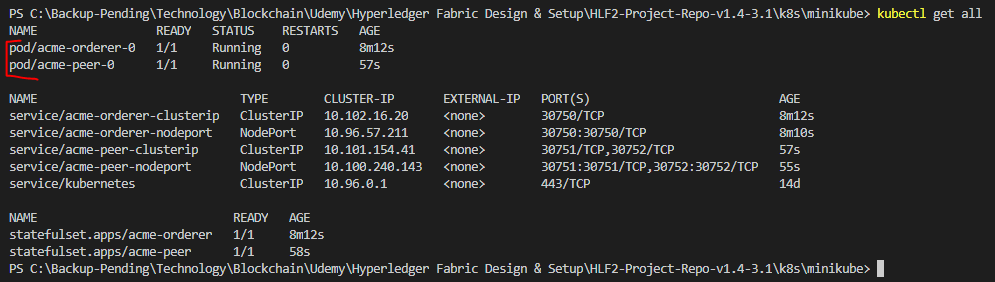 PS C:\Backup-Pending\Technology\Blockchain\Udemy\Hyperledger Fabric Design & Setup\HLF2-Project-Repo-v1.4-3.1\k8s\minikube> kubectl get all
NAME READY STATUS RESTARTS AGE
pod/acme-orderer-0 1/1 Running 0 8m12s
pod/acme-peer-0 1/1 Running 0 57s
NAME TYPE CLUSTER-IP EXTERNAL-IP PORT(S) AGE
service/acme-orderer-clusterip ClusterIP 10.102.16.20 <none> 30750/TCP 8m12s
service/acme-orderer-nodeport NodePort 10.96.57.211 <none> 30750:30750/TCP 8m10s
service/acme-peer-clusterip ClusterIP 10.101.154.41 <none> 30751/TCP,30752/TCP 57s
service/acme-peer-nodeport NodePort 10.100.240.143 <none> 30751:30751/TCP,30752:30752/TCP 55s
service/kubernetes ClusterIP 10.96.0.1 <none> 443/TCP 14d
NAME READY AGE
statefulset.apps/acme-orderer 1/1 8m12s
statefulset.apps/acme-peer 1/1 58s
PS C:\Backup-Pending\Technology\Blockchain\Udemy\Hyperledger Fabric Design & Setup\HLF2-Project-Repo-v1.4-3.1\k8s\minikube>